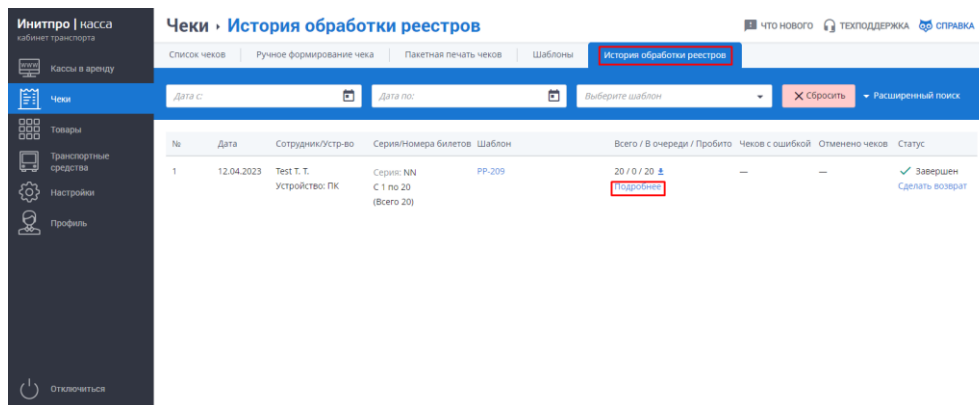 Инитпро | касса
кабинет транспорта
Кассы в аренду
Чеки
Товары
Транспортные
средства
Настройки
Профиль
Отключиться
Чеки › История обработки реестров
ЧТО НОВОГО ТЕХПОДДЕРЖКА СПРАВКА
Список чеков Ручное формирование чека Пакетная печать чеков Шаблоны История обработки реестров
Дата с: Дата по: Выберите шаблон Сбросить Расширенный поиск
№ Дата Сотрудник/Устр-во Серия/Номера билетов Шаблон Всего / В очереди / Пробито Чеков с ошибкой Отменено чеков Статус
1 12.04.2023 Test T. T. Серия: NN PP-209 20 / 0 / 20 — — Завершен
Устройство: ПК С 1 по 20 Подробнее Сделать возврат
(Всего 20)